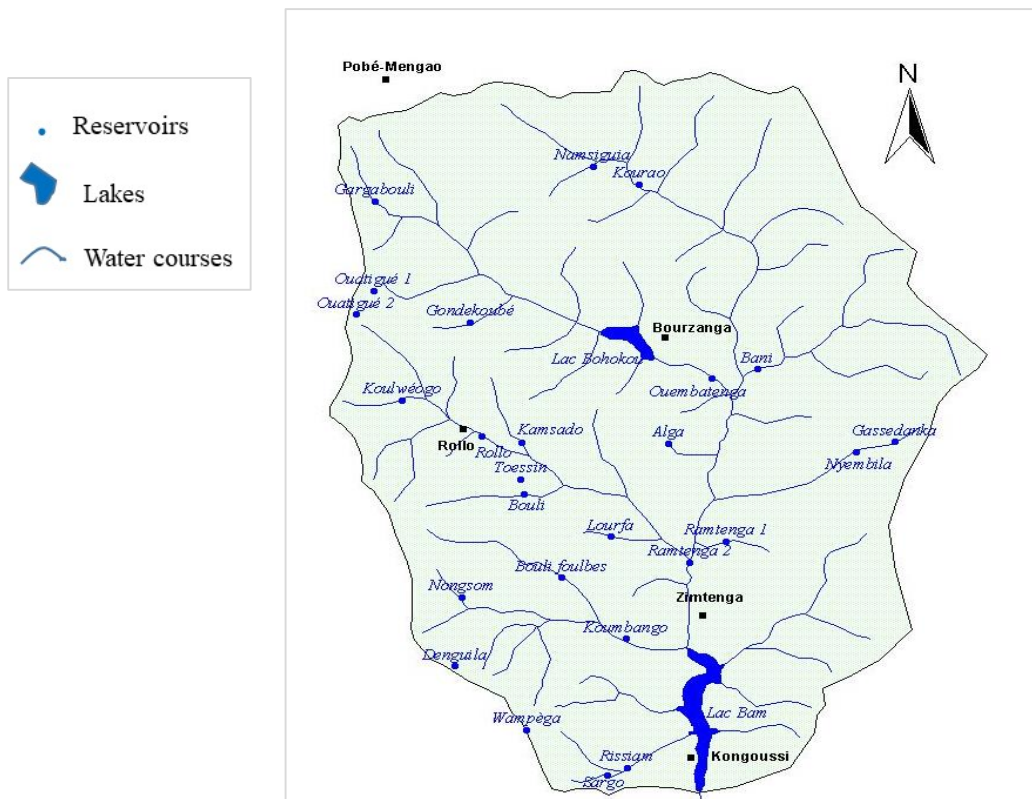 Reservoirs
Lakes
Water courses
N
Pobé-Mengao
Namsiguia
Kourao
Gargabouli
Ouatigué 1
Ouatigué 2
Gondekoubé
Bourzanga
Lac Bohokou
Bani
Ouembatenga
Koulwéogo
Rollo
Rollo
Kamsado
Alga
Gassedanka
Nyembila
Toessin
Bouli
Lourfa
Ramtenga 1
Ramtenga 2
Bouli foulbes
Nongsom
Zimtenga
Koumbango
Denguila
Wampèga
Lac Bam
Rissiam
Kongoussi